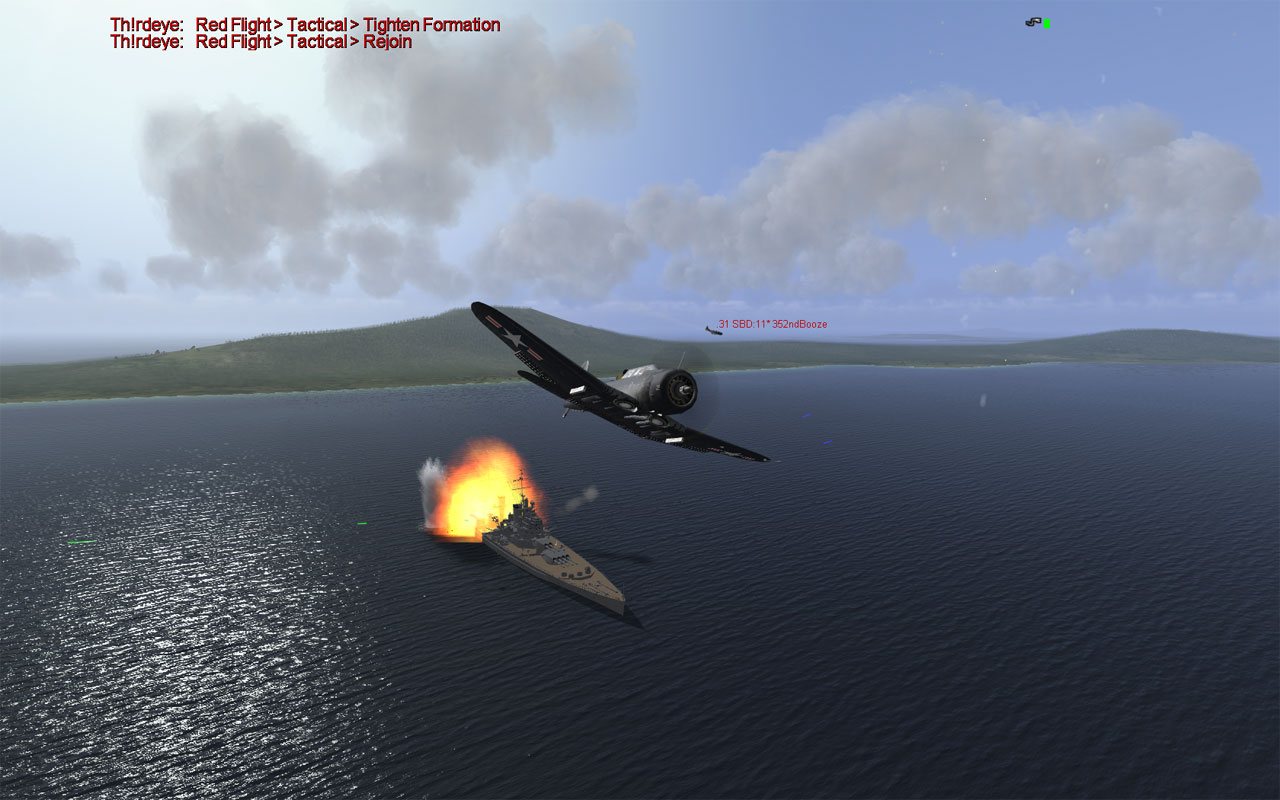 Th!rdeye: Red Flight > Tactical > Tighten Formation
Th!rdeye: Red Flight > Tactical > Rejoin
.31 SBD:11* 352ndBooze